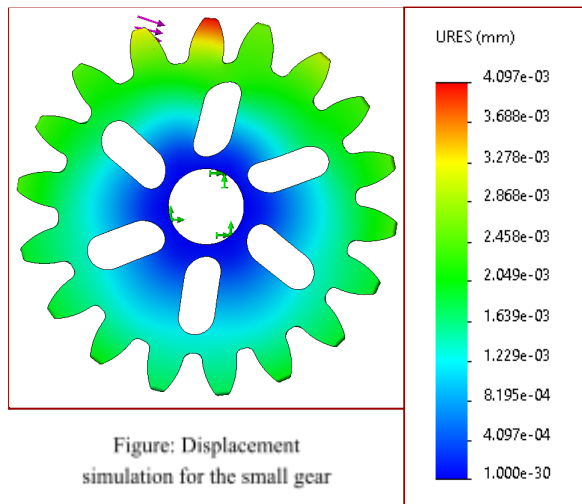 URES (mm)
4.097e-03
3.688e-03
3.278e-03
2.868e-03
2.458e-03
2.049e-03
1.639e-03
1.229e-03
8.195e-04
4.097e-04
1.000e-30
Figure: Displacement
simulation for the small gear